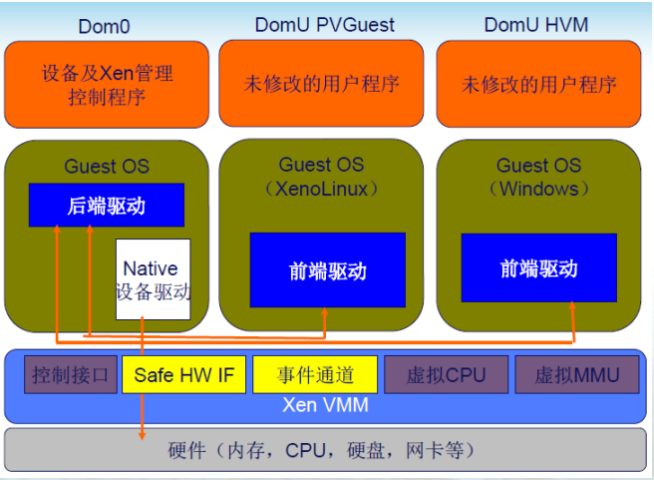 Dom0
DomU PVGuest
DomU HVM
设备及Xen管理
控制程序
未修改的用户程序
未修改的用户程序
Guest OS
后端驱动
Native
设备驱动
Guest OS
（XenoLinux）
前端驱动
Guest OS
（Windows）
前端驱动
控制接口
Safe HW IF
事件通道
虚拟CPU
虚拟MMU
Xen VMM
硬件（内存，CPU，硬盘，网卡等）